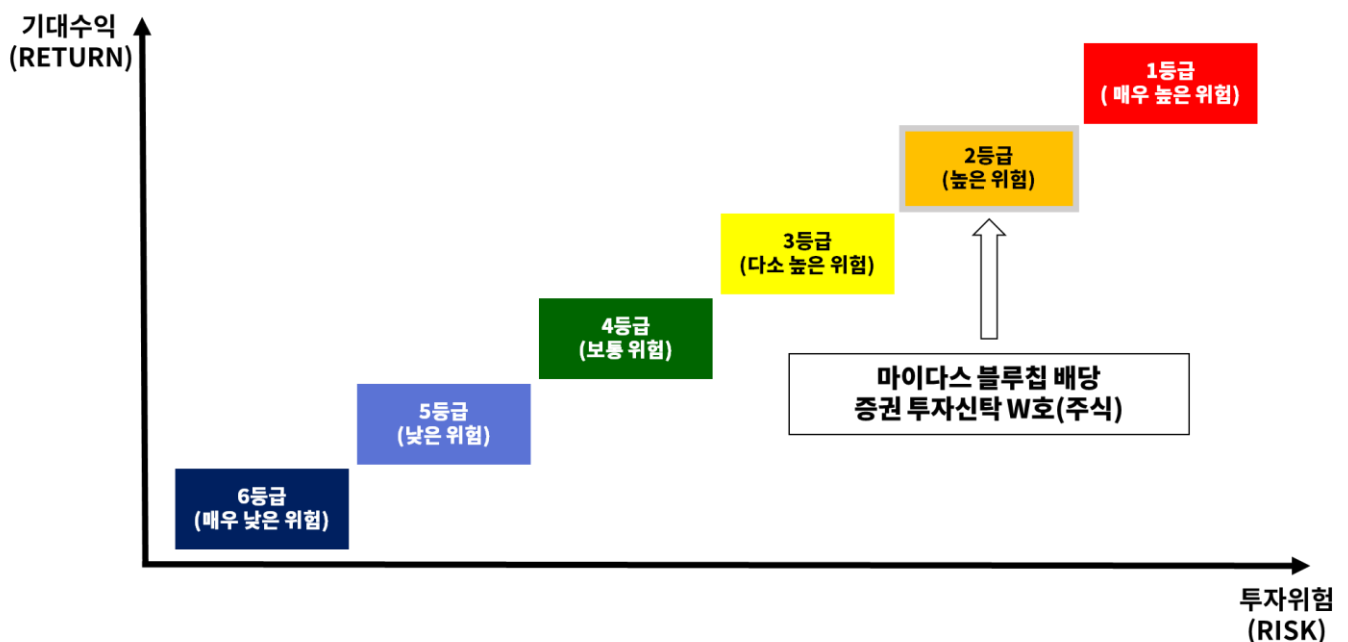 기대수익
(RETURN)
1등급
( 매우 높은 위험)
2등급
(높은 위험)
3등급
(다소 높은 위험)
4등급
(보통 위험)
마이다스 블루칩 배당
증권 투자신탁 W호(주식)
5등급
(낮은 위험)
6등급
(매우 낮은 위험)
투자위험
(RISK)